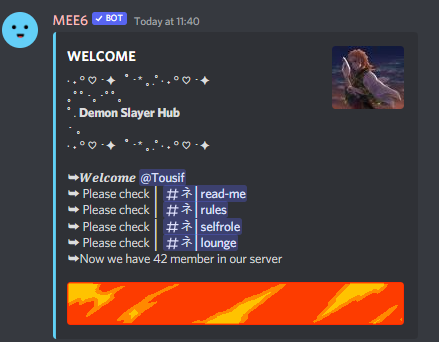 MEE6 ✓ BOT Today at 11:40
WELCOME
‧₊˚♡ ˗ˏ✦ ˚ ˗ˋ* ｡ .˚‧₊˚♡ ˗ˏ✦
｡˚˚ ‧ ｡ ˗˚˚ ｡
˚ . Demon Slayer Hub
˗ ｡
‧₊˚♡ ˗ˏ✦ ˚ ˗ˋ* ｡ .˚‧₊˚♡ ˗ˏ✦
➥𝑾𝒆𝒍𝒄𝒐𝒎𝒆 @Tousif
➥ Please check | #ネ|read-me
➥ Please check | #ネ|rules
➥ Please check | #ネ|selfrole
➥ Please check | #ネ|lounge
➥Now we have 42 member in our server